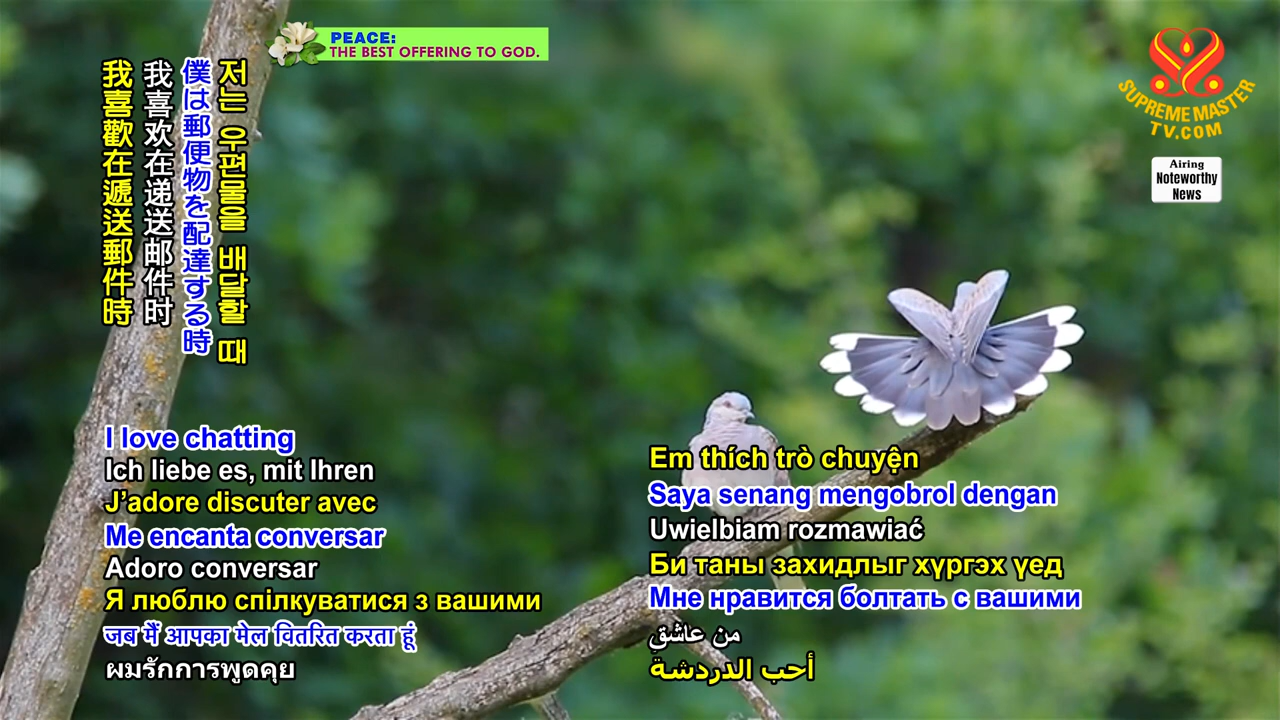 PEACE:
THE BEST OFFERING TO GOD.
SUPREME MASTER
TV.COM
Airing
Noteworthy
News
我喜歡在遞送郵件時
我喜欢在递送邮件时
僕は郵便物を配達する時
저는 우편물을 배달할 때
I love chatting
Ich liebe es, mit Ihren
J’adore discuter avec
Me encanta conversar
Adoro conversar
Я люблю спілкуватися з вашими
जब मैं आपका मेल वितरित करता हूं
ผมรักการพูดคุย
Em thích trò chuyện
Saya senang mengobrol dengan
Uwielbiam rozmawiać
Би таны захидлыг хүргэх үед
Мне нравится болтать с вашими
من عاشقِ
أحب الدردشة